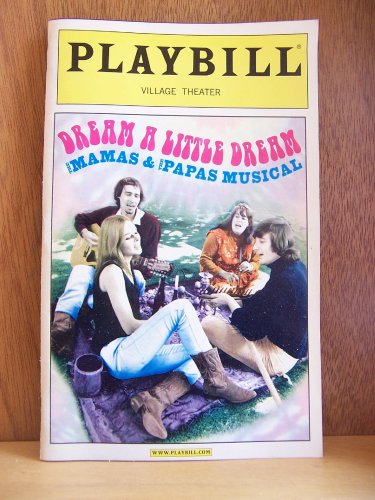 PLAYBILL®
VILLAGE THEATER
DREAM A LITTLE DREAM
THE MAMAS & THE PAPAS MUSICAL
WWW.PLAYBILL.COM